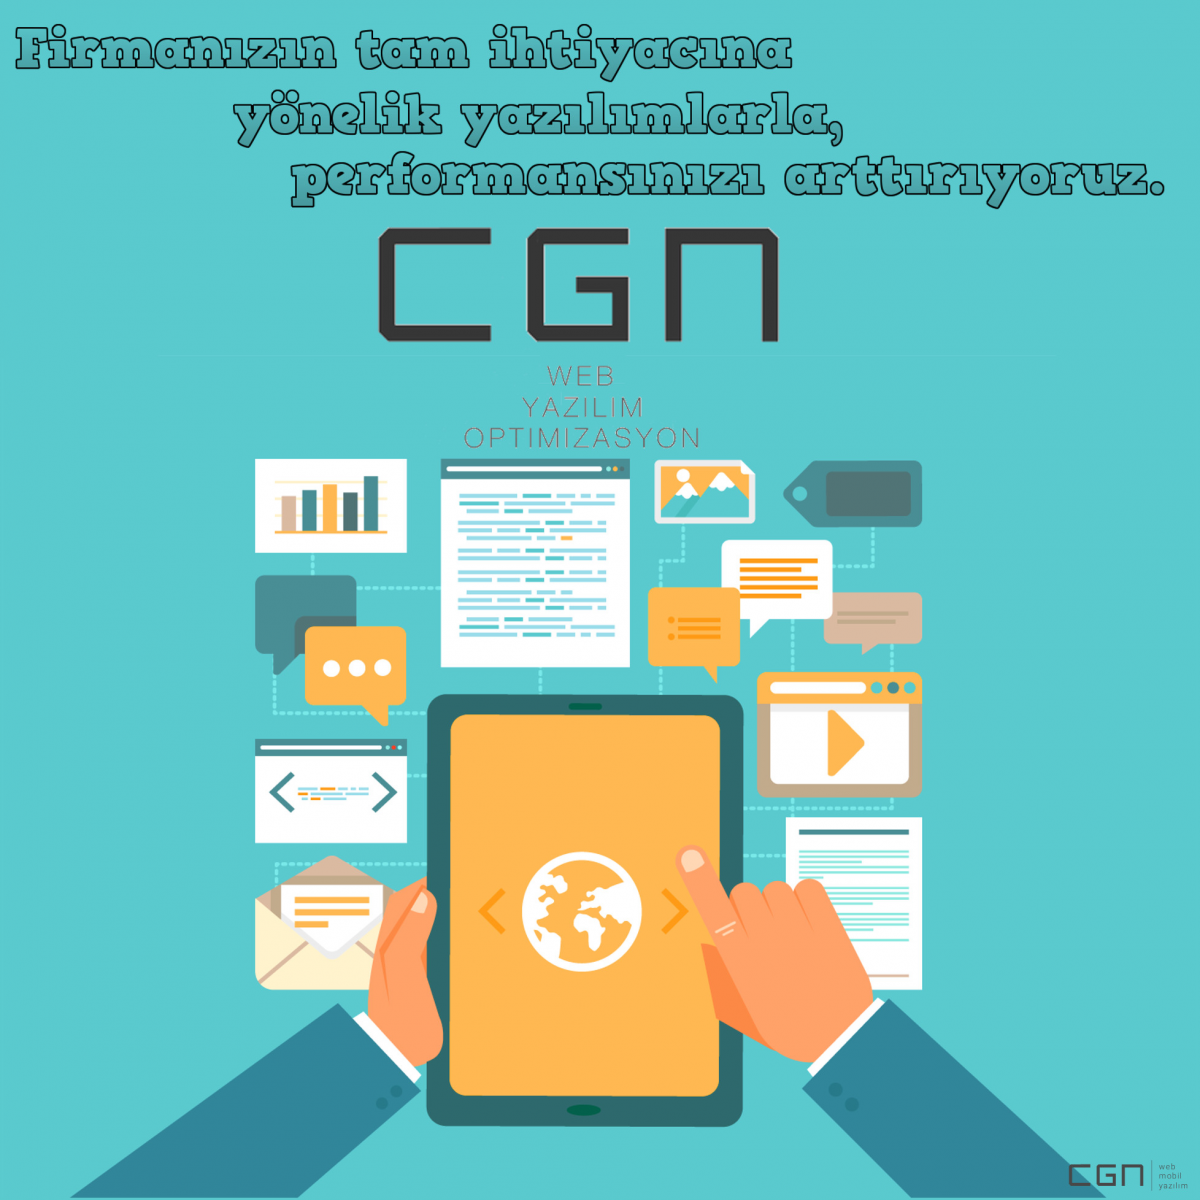 Firmanızın tam ihtiyacına
yönelik yazılımlarla,
performansınızı arttırıyoruz.
CGN
WEB
YAZILIM
OPTIMIZASYON
CGN
web
mobil
yazılım